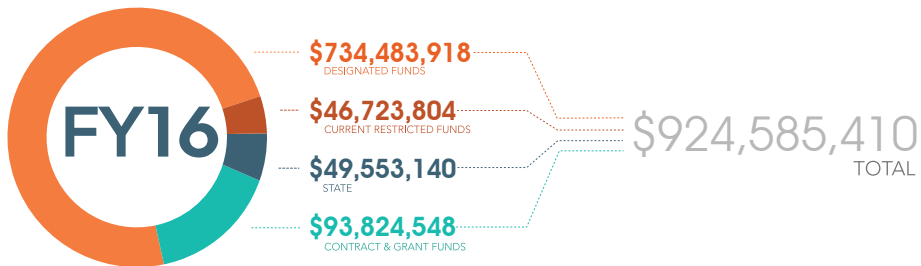 FY16
$734,483,918
DESIGNATED FUNDS
$46,723,804
CURRENT RESTRICTED FUNDS
$49,553,140
STATE
$93,824,548
CONTRACT & GRANT FUNDS
$924,585,410
TOTAL